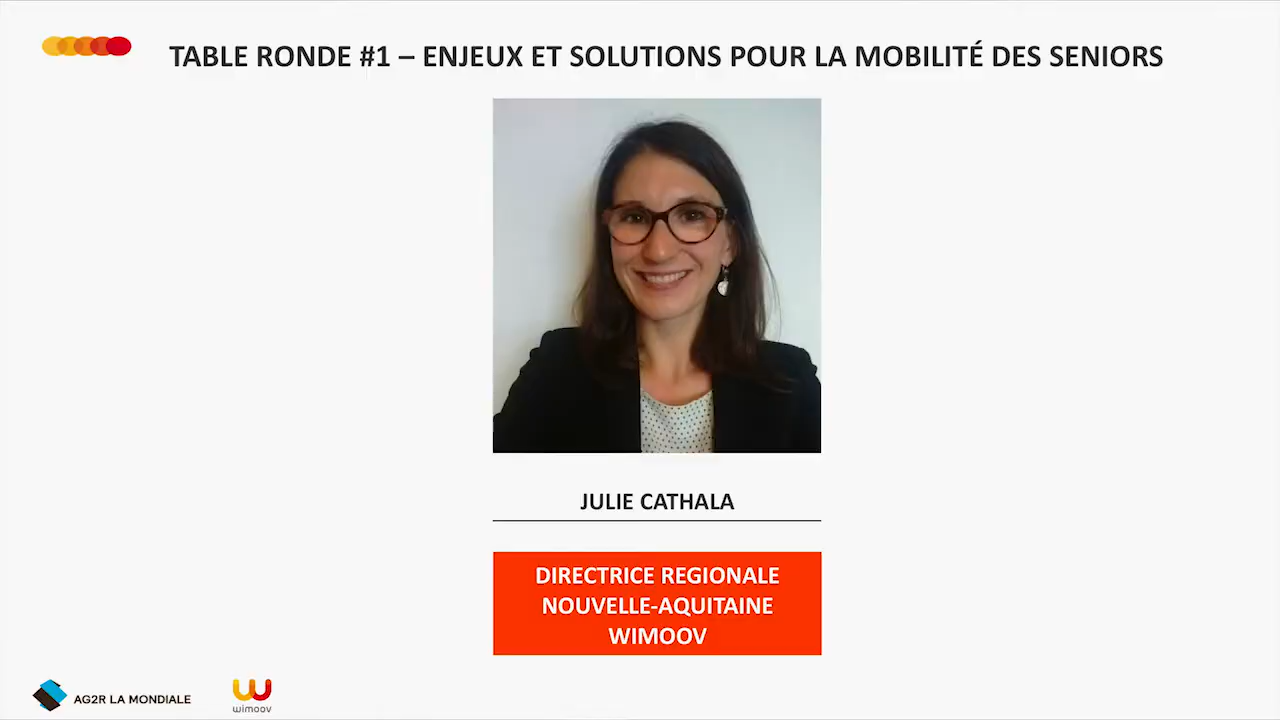 TABLE RONDE #1 – ENJEUX ET SOLUTIONS POUR LA MOBILITÉ DES SENIORS
JULIE CATHALA
DIRECTRICE REGIONALE
NOUVELLE-AQUITAINE
WIMOOV
AG2R LA MONDIALE
wimoov